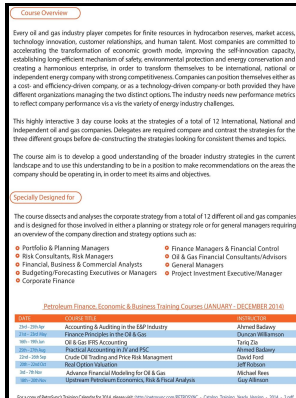 Course Overview
Every oil and gas industry player competes for finite resources in hydrocarbon reserves, market access,
technology innovation, customer relationships, and human talent. Most companies are committed to
accelerating the transformation of economic growth mode, improving the self-innovation capacity,
establishing long-efficient mechanism of safety, environmental protection and energy conservation and
creating a harmonious enterprise, in order to transform themselves to be international, national or
independent energy company with strong competitiveness. Companies can position themselves either as
a cost- and efficiency-driven company, or as a technology-driven company-or both provided they have
different organizations managing the two distinct options. The industry needs new performance metrics
to reflect company performance vis a vis the variety of energy industry challenges.
This highly interactive 3 day course looks at the strategies of a total of 12 International, National and
Independent oil and gas companies. Delegates are required compare and contrast the strategies for the
three different groups before de-constructing the strategies looking for consistent themes and topics.
The course aim is to develop a good understanding of the broader industry strategies in the current
landscape and to use this understanding to be in a position to make recommendations on the areas the
company should be operating in, in order to meet its aims and objectives.
Specially Designed for
The course dissects and analyses the corporate strategy from a total of 12 different oil and gas companies
and is designed for those involved in either a planning or strategy role or for general managers requiring
an overview of the company direction and strategy options such as:
Portfolio & Planning Managers
Risk Consultants, Risk Managers
Financial, Business & Commercial Analysts
Budgeting/Forecasting Executives or Managers
Corporate Finance
Finance Managers & Financial Control
Oil & Gas Financial Consultants/Advisors
General Managers
Project Investment Executive/Manager
Petroleum Finance, Economic & Business Training Courses (JANUARY - DECEMBER 2014)
DATE COURSE TITLE INSTRUCTOR
23rd - 25th Apr Accounting & Auditing in the E&P Industry Ahmed Badawy
Finance Principles in the Oil & Gas Duncan Williamson
16th - 19th Jun Oil & Gas IFRS Accounting Tariq Zia
Practical Accounting in JV and PSC Ahmed Badawy
Crude Oil Trading and Price Risk Managment David Ford
Real Option Valuation Jeff Robson
3rd - 7th Nov Advance Financial Modeling for Oil & Gas Michael Rees
Upstream Petroleum Economics, Risk & Fiscal Analysis Guy Allinson